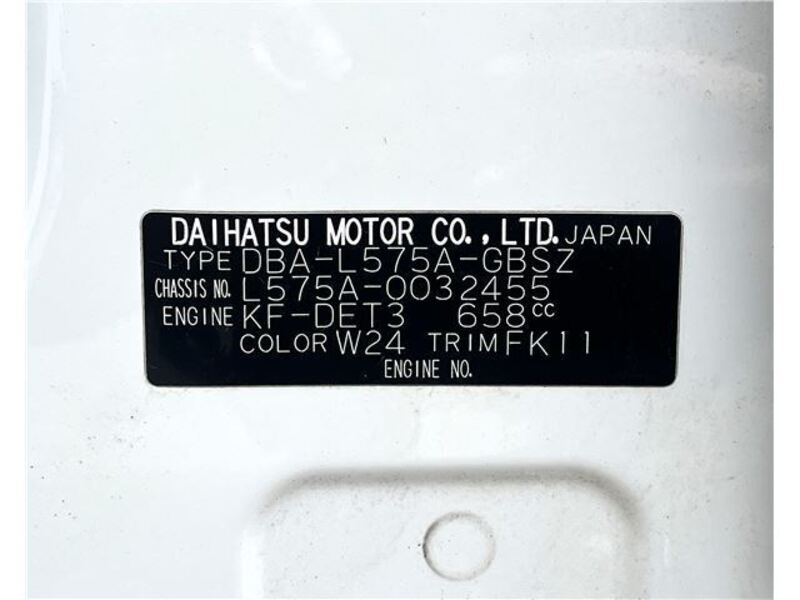 DAIHATSU MOTOR CO., LTD. JAPAN
TYPE DBA-L575A-GBSZ
CHASSIS NO. L575A-0032455
ENGINE KF-DET3 658cc
COLOR W24 TRIM FK11
ENGINE NO.